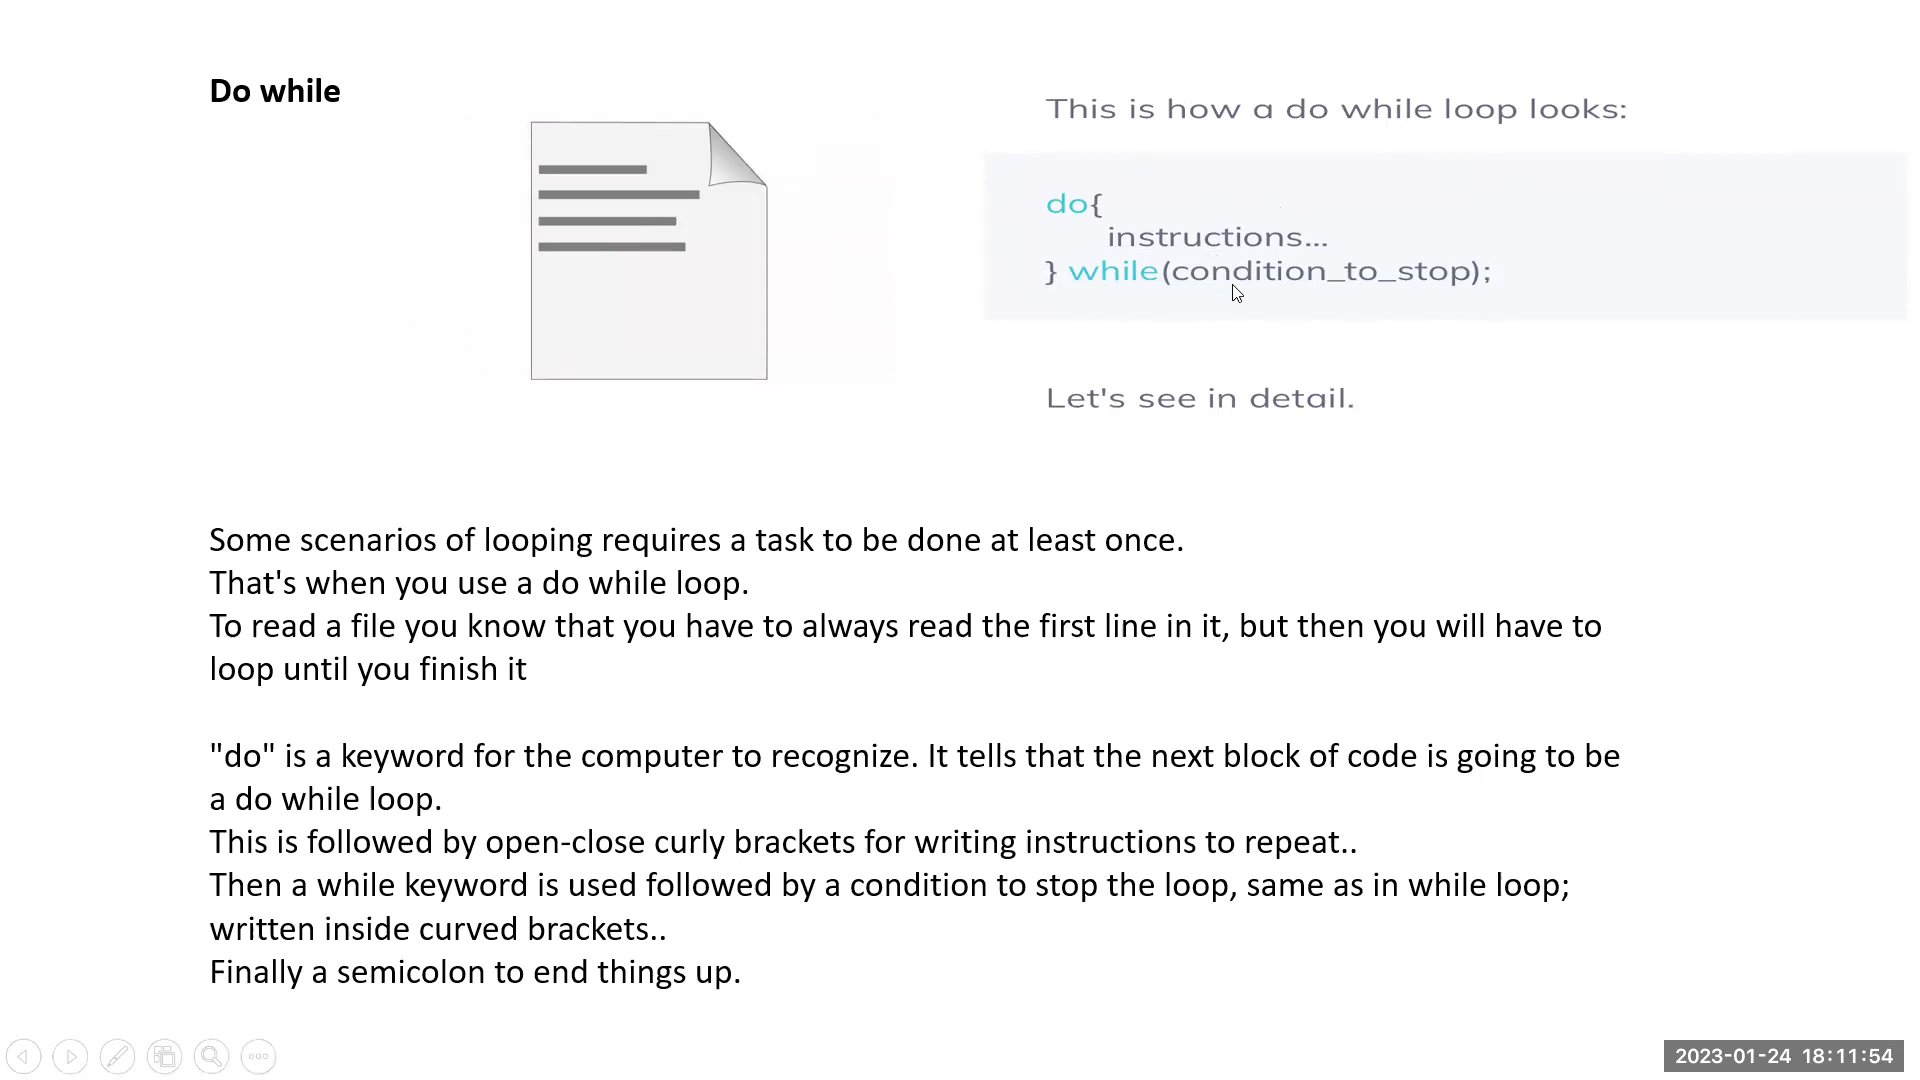 Do while
This is how a do while loop looks:
do{
instructions...
} while(condition_to_stop);
Let's see in detail.
Some scenarios of looping requires a task to be done at least once.
That's when you use a do while loop.
To read a file you know that you have to always read the first line in it, but then you will have to
loop until you finish it
"do" is a keyword for the computer to recognize. It tells that the next block of code is going to be
a do while loop.
This is followed by open-close curly brackets for writing instructions to repeat..
Then a while keyword is used followed by a condition to stop the loop, same as in while loop;
written inside curved brackets..
Finally a semicolon to end things up.
2023-01-24 18:11:54